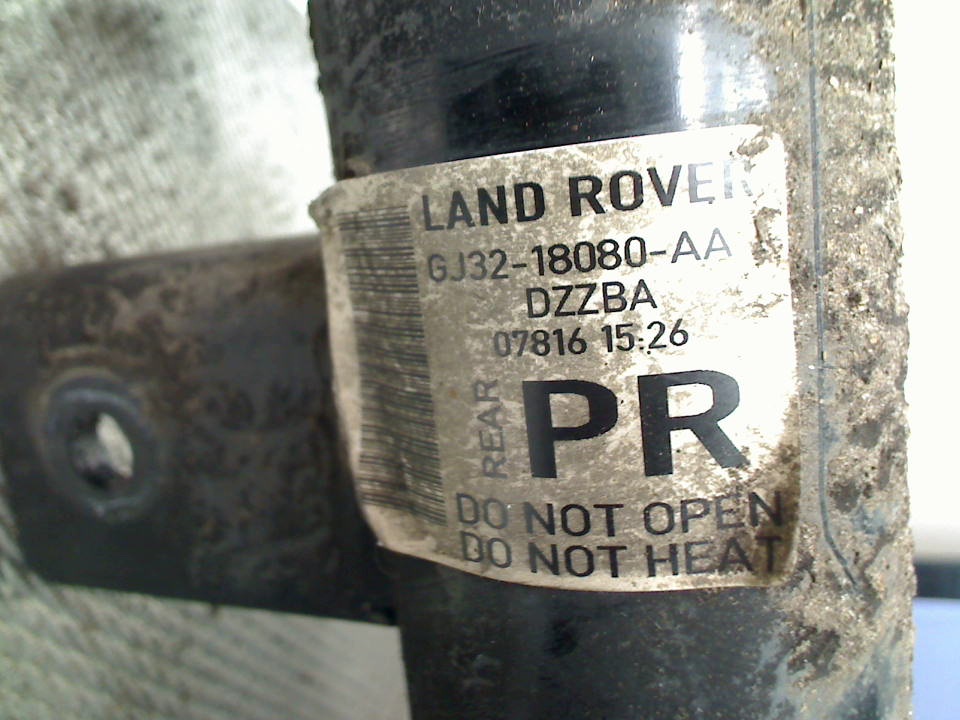 LAND ROVER
GJ32-18080-AA
DZZBA
07816 15:26
REAR
PR
DO NOT OPEN
DO NOT HEAT